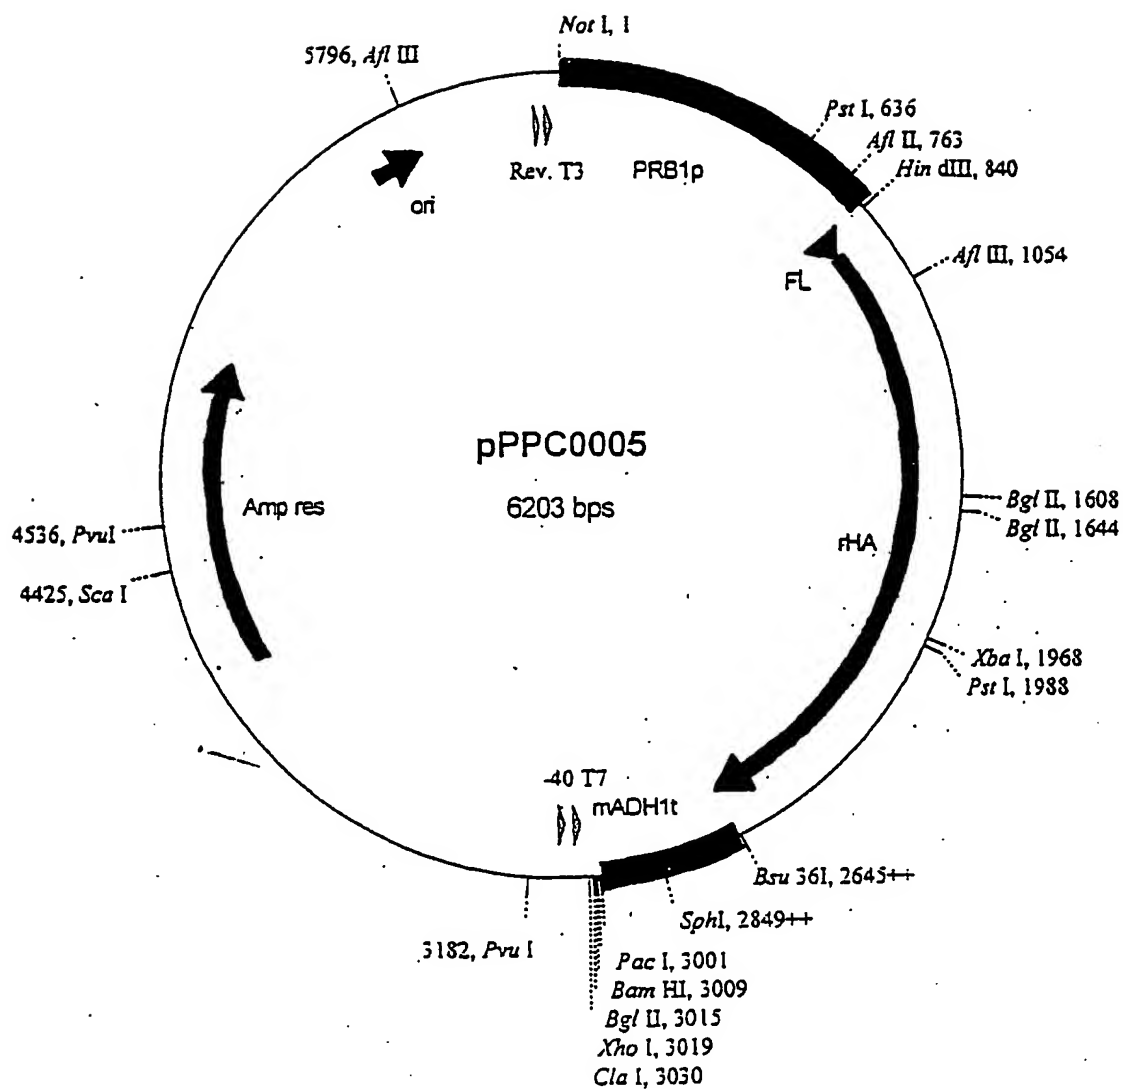 Not I, 1
5796, Afl III
Pst I, 636
Afl II, 763
Hin dIII, 840
Rev. T3
PRB1p
ori
Afl III, 1054
FL
pPPC0005
6203 bps
Amp res
rHA
Bgl II, 1608
Bgl II, 1644
4536, PvuI
4425, Sca I
Xba I, 1968
Pst I, 1988
-40 T7
mADH1t
Bsu 36I, 2645++
SphI, 2849++
3182, Pvu I
Pac I, 3001
Bam HI, 3009
Bgl II, 3015
Xho I, 3019
Cla I, 3030